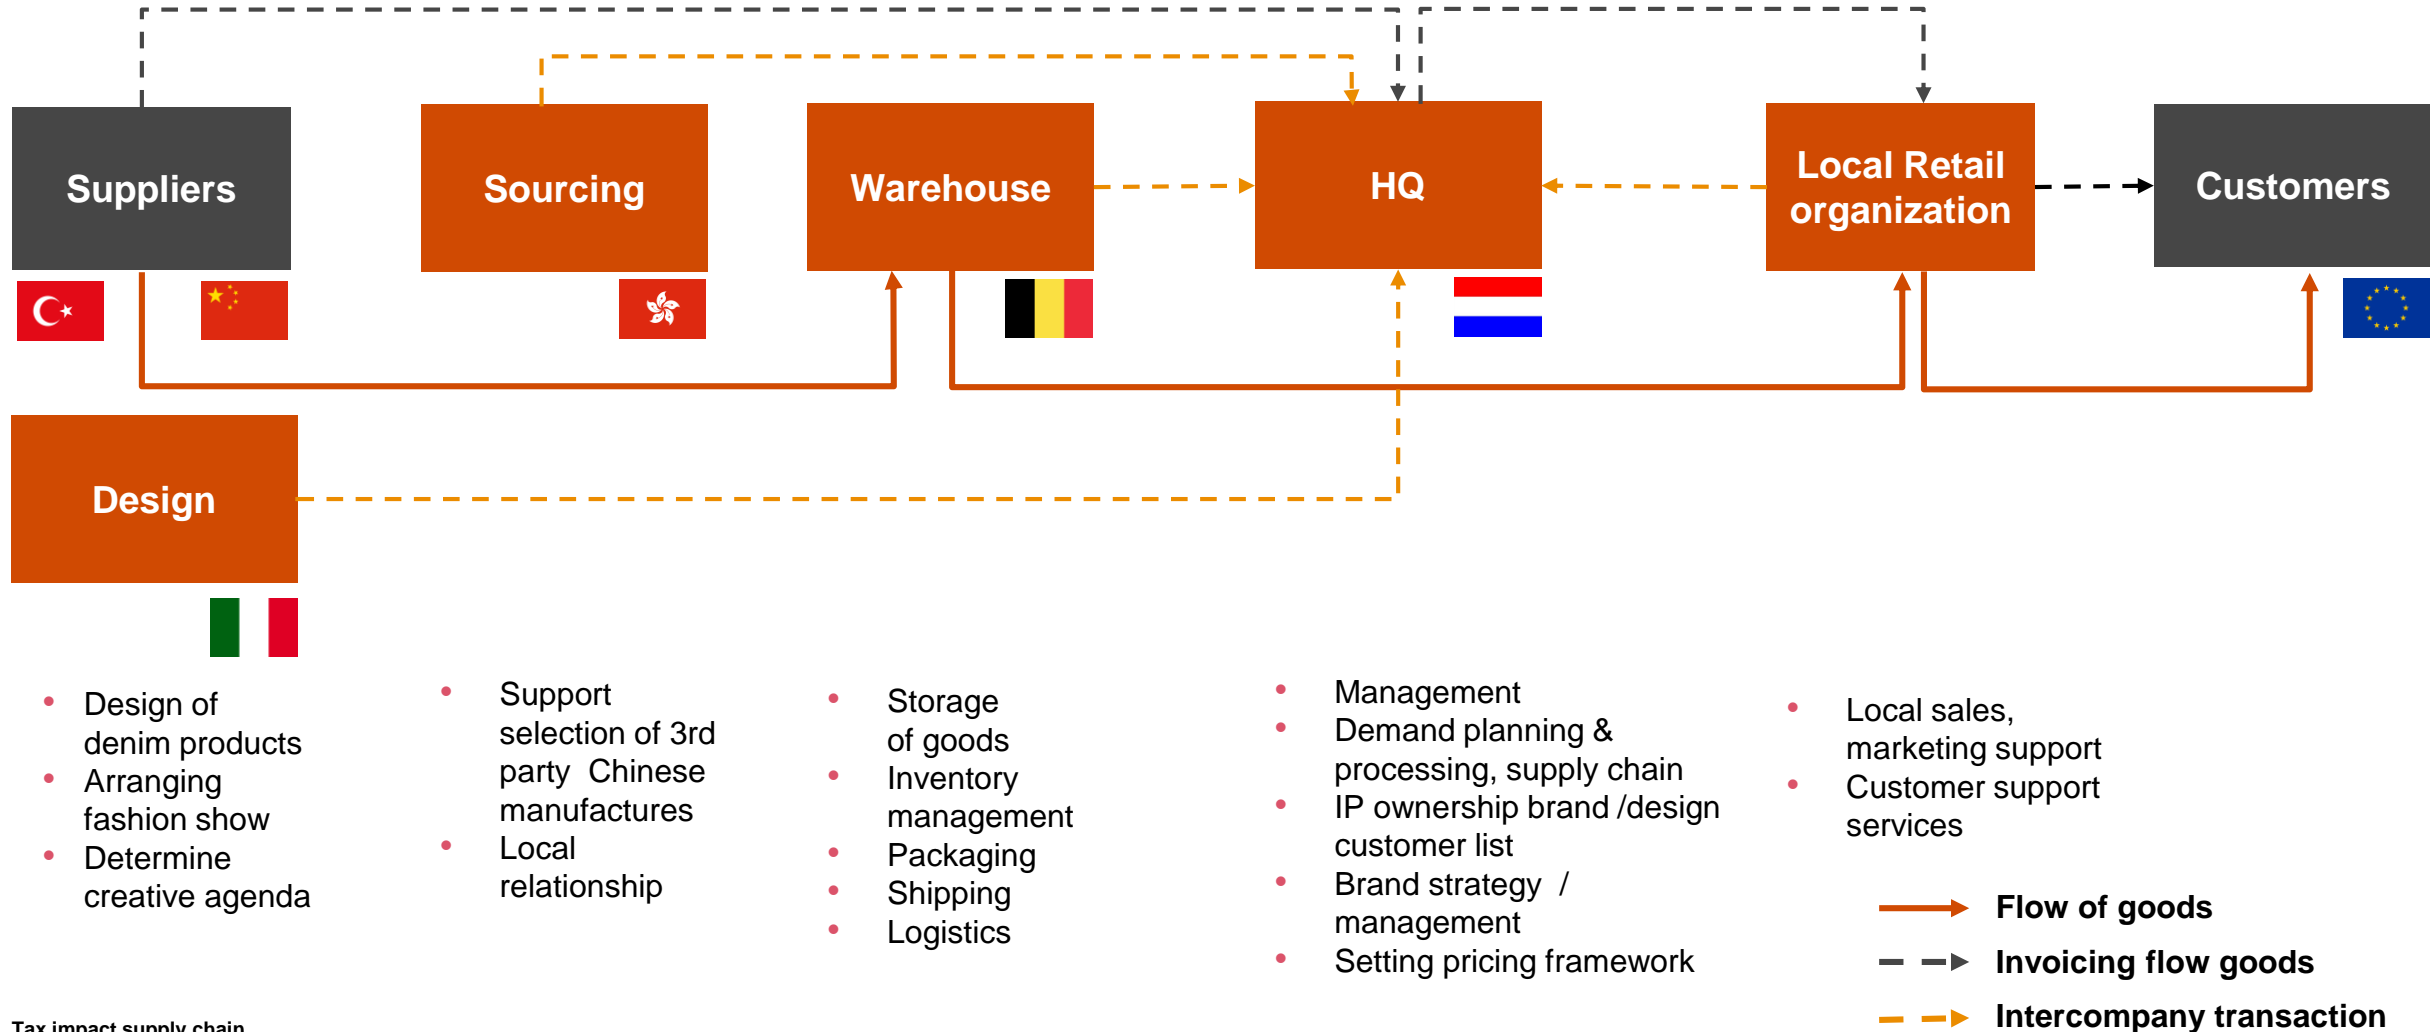 Suppliers
Sourcing
Warehouse
HQ
Local Retail
organization
Customers
Design
• Design of
denim products
• Arranging
fashion show
• Determine
creative agenda
• Support
selection of 3rd
party Chinese
manufactures
• Local
relationship
• Storage
of goods
• Inventory
management
• Packaging
• Shipping
• Logistics
• Management
• Demand planning &
processing, supply chain
• IP ownership brand /design
customer list
• Brand strategy /
management
• Setting pricing framework
• Local sales,
marketing support
• Customer support
services
Flow of goods
Invoicing flow goods
Intercompany transaction
Tax impact supply chain